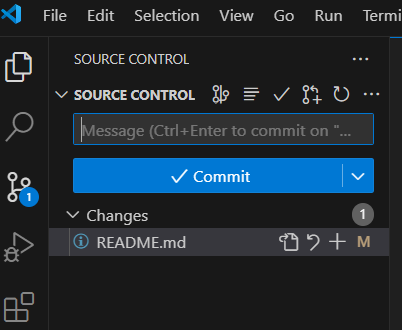 File Edit Selection View Go Run Termi
SOURCE CONTROL
SOURCE CONTROL
Message (Ctrl+Enter to commit on "...
Commit
1
Changes 1
README.md M